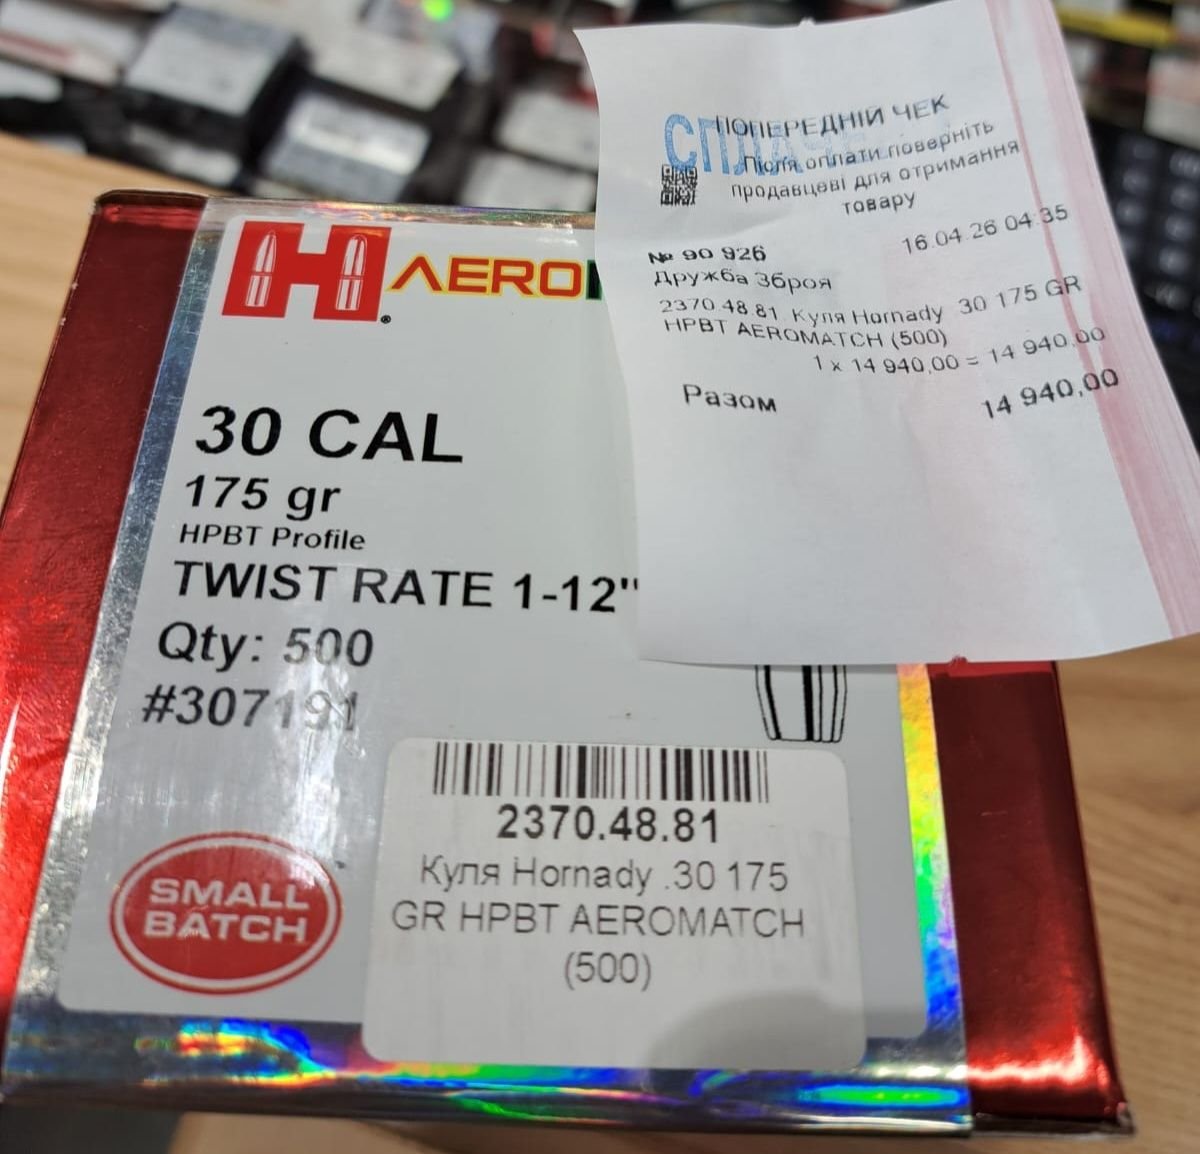 H
AERO
30 CAL
175 gr
HPBT Profile
TWIST RATE 1-12"
Qty: 500
#307191
SMALL
BATCH
2370.48.81
Куля Hornady .30 175
GR HPBT AEROMATCH
(500)
ПОПЕРЕДНІЙ ЧЕК
Після оплати поверніть
продавцеві для отримання
товару
16.04.26 04:35
№ 90 926
Дружба Зброя
2370.48.81 Куля Hornady .30 175 GR
HPBT AEROMATCH (500)
1 x 14 940,00 = 14 940,00
Разом 14 940,00